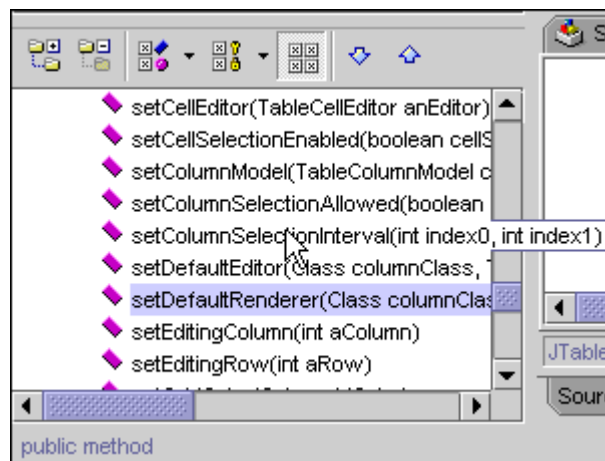 S
setCellEditor(TableCellEditor anEditor)
setCellSelectionEnabled(boolean cellS
setColumnModel(TableColumnModel c
setColumnSelectionAllowed(boolean
setColumnSelectionInterval(int index0, int index1)
setDefaultEditor(Class columnClass, T
setDefaultRenderer(Class columnClas
setEditingColumn(int aColumn)
setEditingRow(int aRow)
JTable
Sour
public method